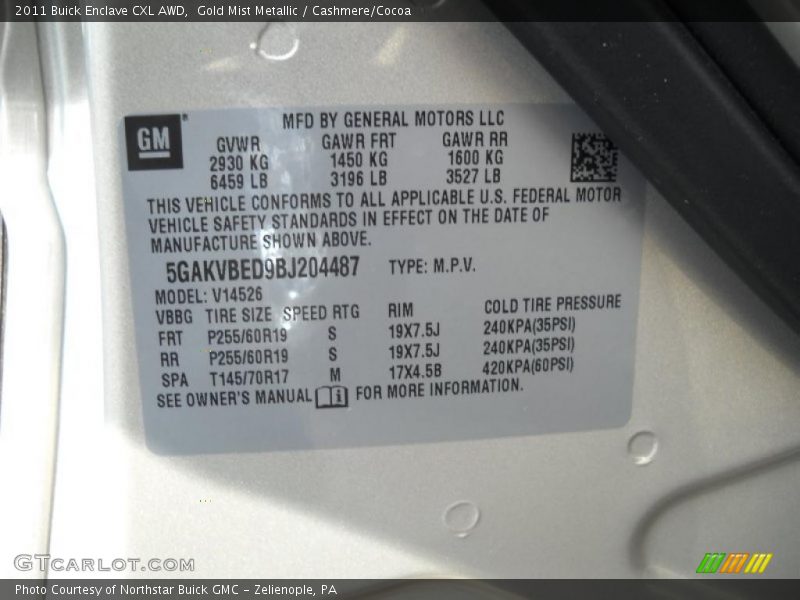 2011 Buick Enclave CXL AWD,  Gold Mist Metallic / Cashmere/Cocoa
GM
MFD BY GENERAL MOTORS LLC
GVWR GAWR FRT GAWR RR
2930 KG 1450 KG 1600 KG
6459 LB 3196 LB 3527 LB
THIS VEHICLE CONFORMS TO ALL APPLICABLE U.S. FEDERAL MOTOR
VEHICLE SAFETY STANDARDS IN EFFECT ON THE DATE OF
MANUFACTURE SHOWN ABOVE.
5GAKVBED9BJ204487 TYPE: M.P.V.
MODEL: V14526
VBBG TIRE SIZE SPEED RTG RIM COLD TIRE PRESSURE
FRT P255/60R19 S 19X7.5J 240KPA(35PSI)
RR P255/60R19 S 19X7.5J 240KPA(35PSI)
SPA T145/70R17 M 17X4.5B 420KPA(60PSI)
SEE OWNER'S MANUAL i FOR MORE INFORMATION.
GTCARLOT.COM
Photo Courtesy of Northstar Buick GMC - Zelienople, PA